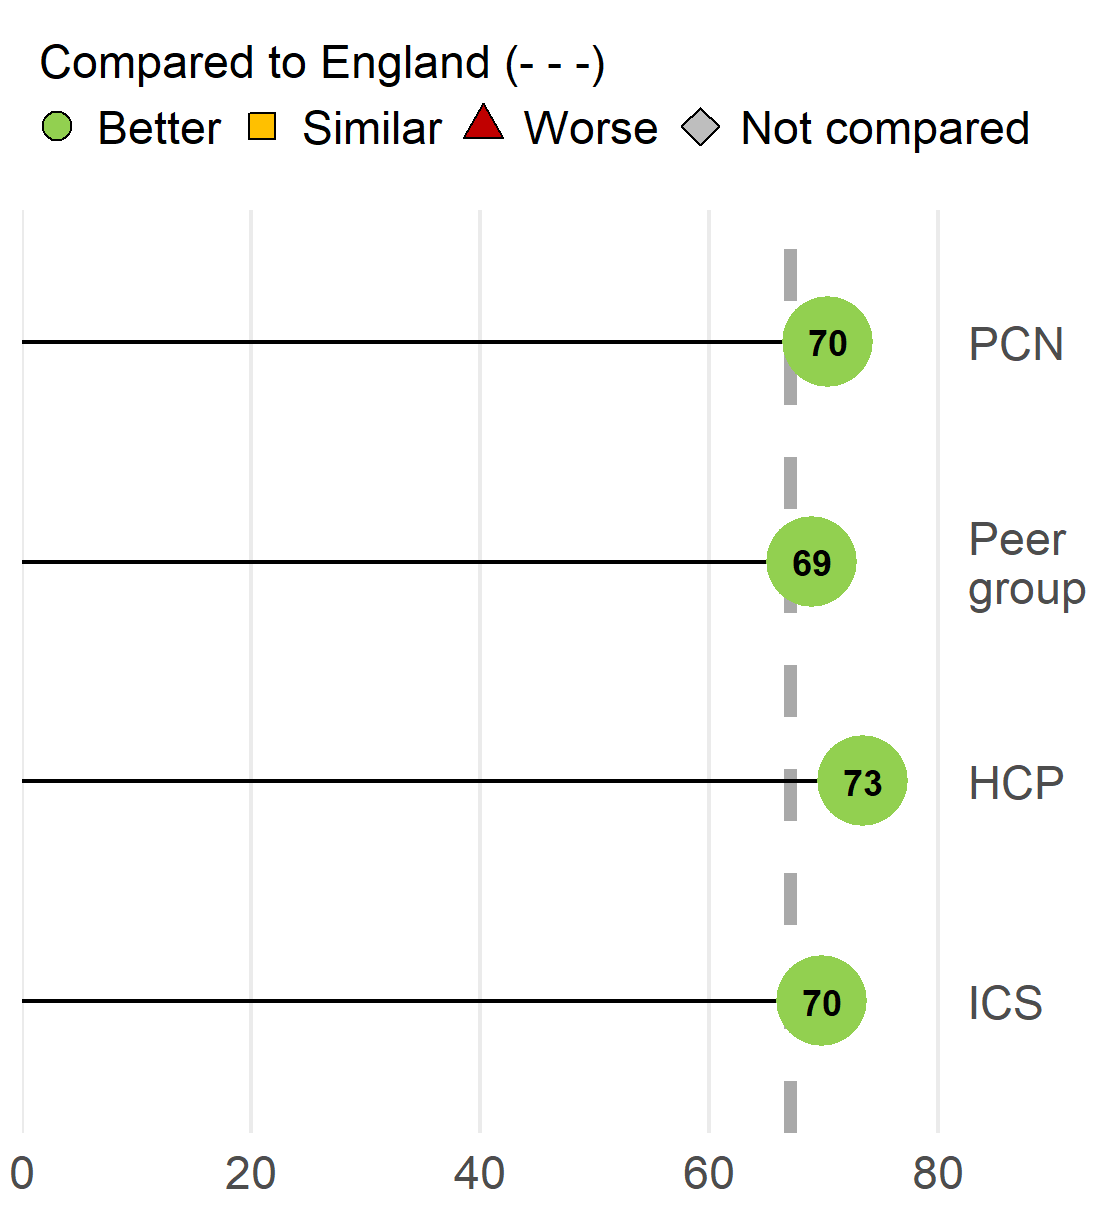 Compared to England (- - -)
Better Similar Worse Not compared
70 PCN
69 Peer
group
73 HCP
70 ICS
0 20 40 60 80